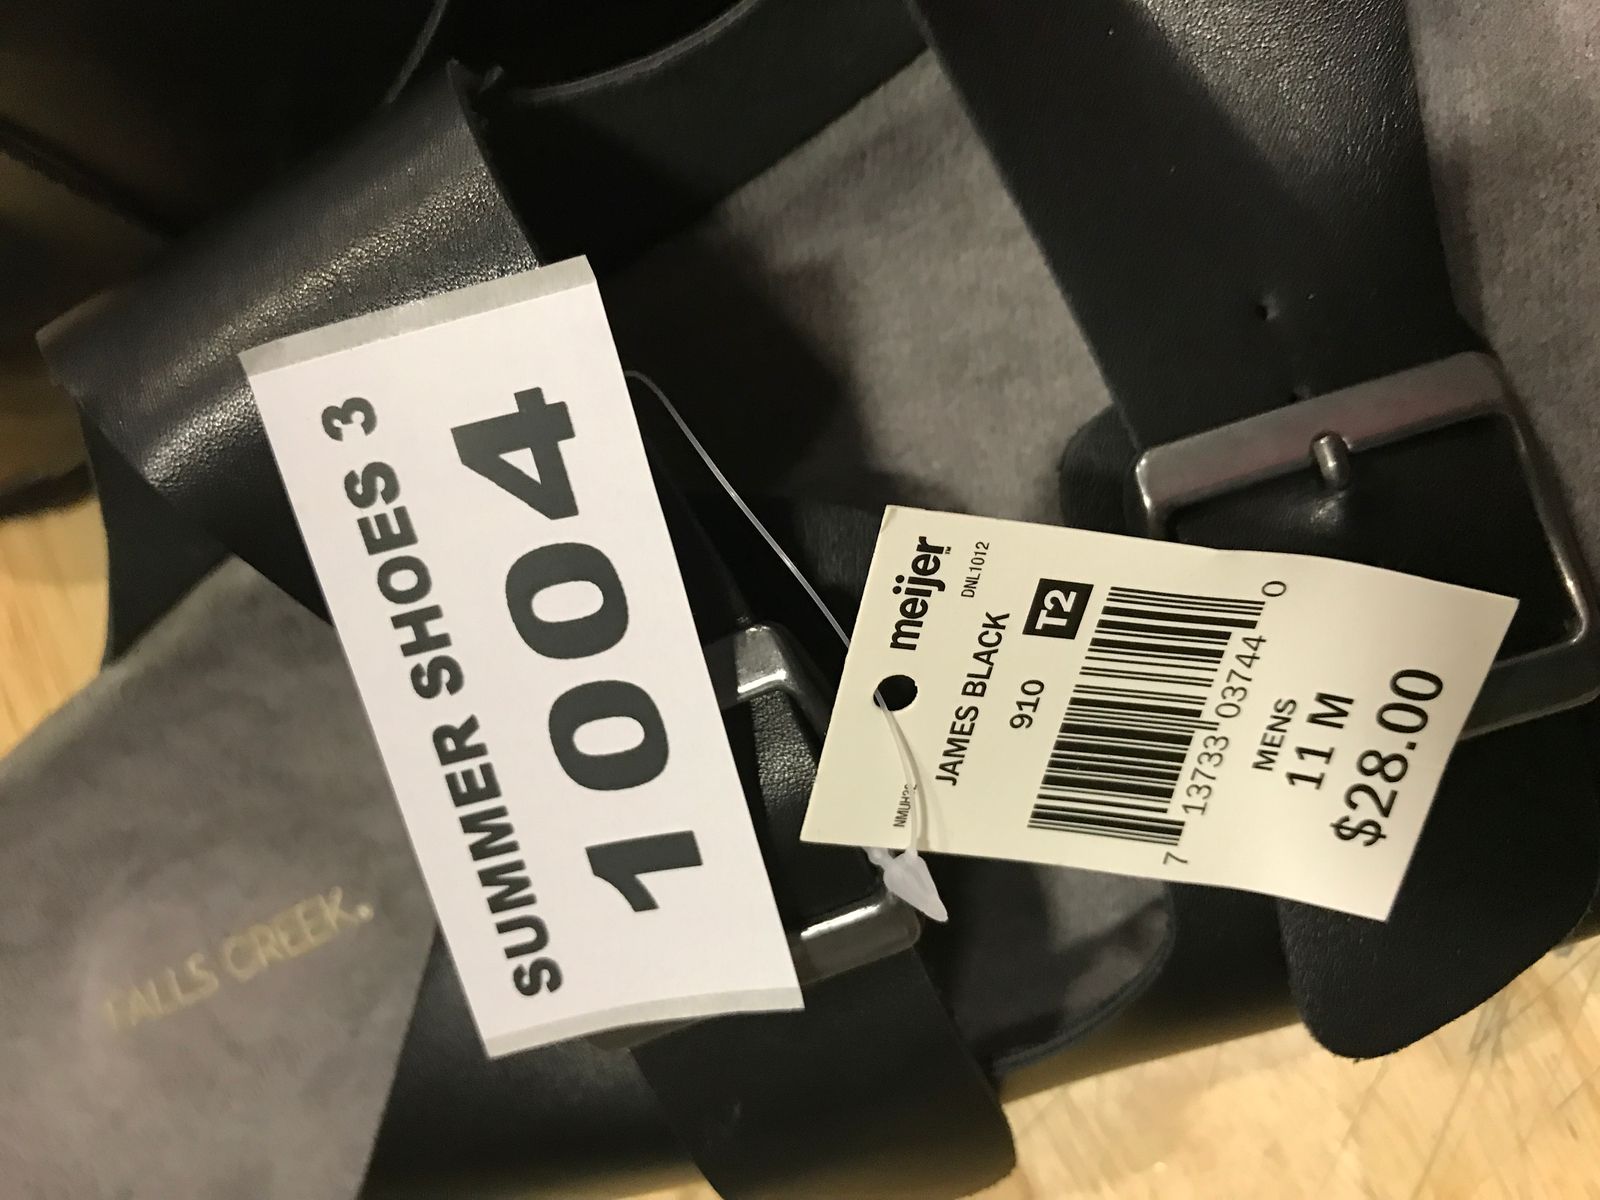 SUMMER SHOES 3
1004
meijer™
DNL1012
JAMES BLACK
910
T2
7 13733 03744 0
MENS
11 M
$28.00
FALLS CREEK.